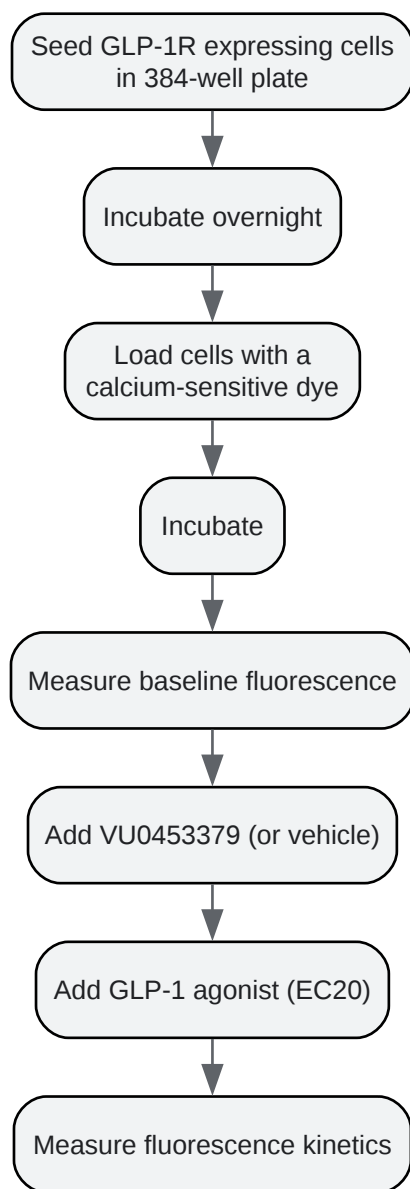 Seed GLP-1R expressing cells
in 384-well plate
Incubate overnight
Load cells with a
calcium-sensitive dye
Incubate
Measure baseline fluorescence
Add VU0453379 (or vehicle)
Add GLP-1 agonist (EC20)
Measure fluorescence kinetics